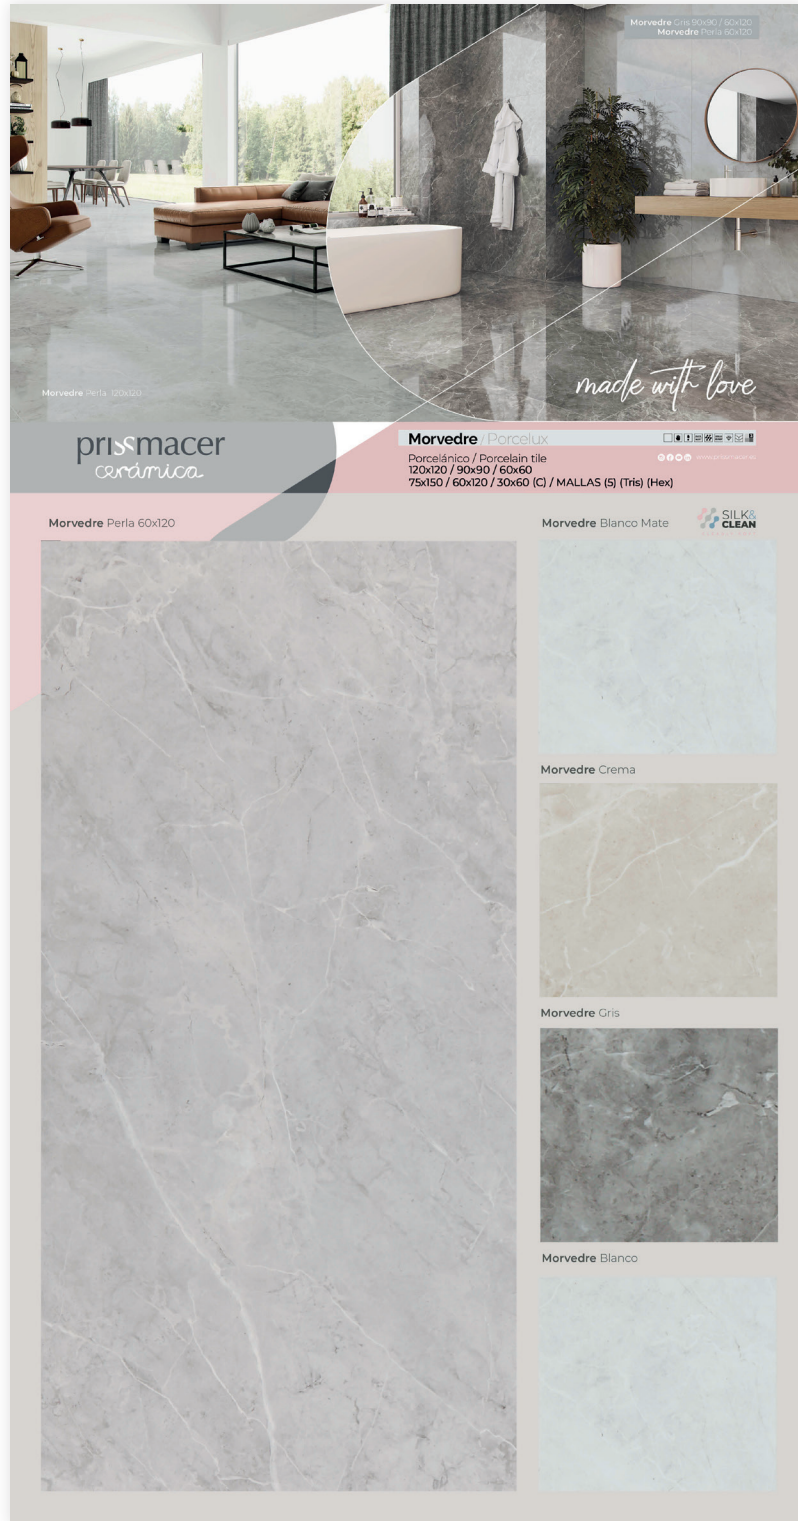 Morvedre Gris 90x90 / 60x120
Morvedre Perla 60x120
Morvedre Perla 120x120
made with love
prissmacer
cerámica
Morvedre / Porcelux
Porcelánico / Porcelain tile
120x120 / 90x90 / 60x60
75x150 / 60x120 / 30x60 (C) / MALLAS (5) (Tris) (Hex)
Morvedre Perla 60x120
Morvedre Blanco Mate
SILK&
CLEAN
Morvedre Crema
Morvedre Gris
Morvedre Blanco